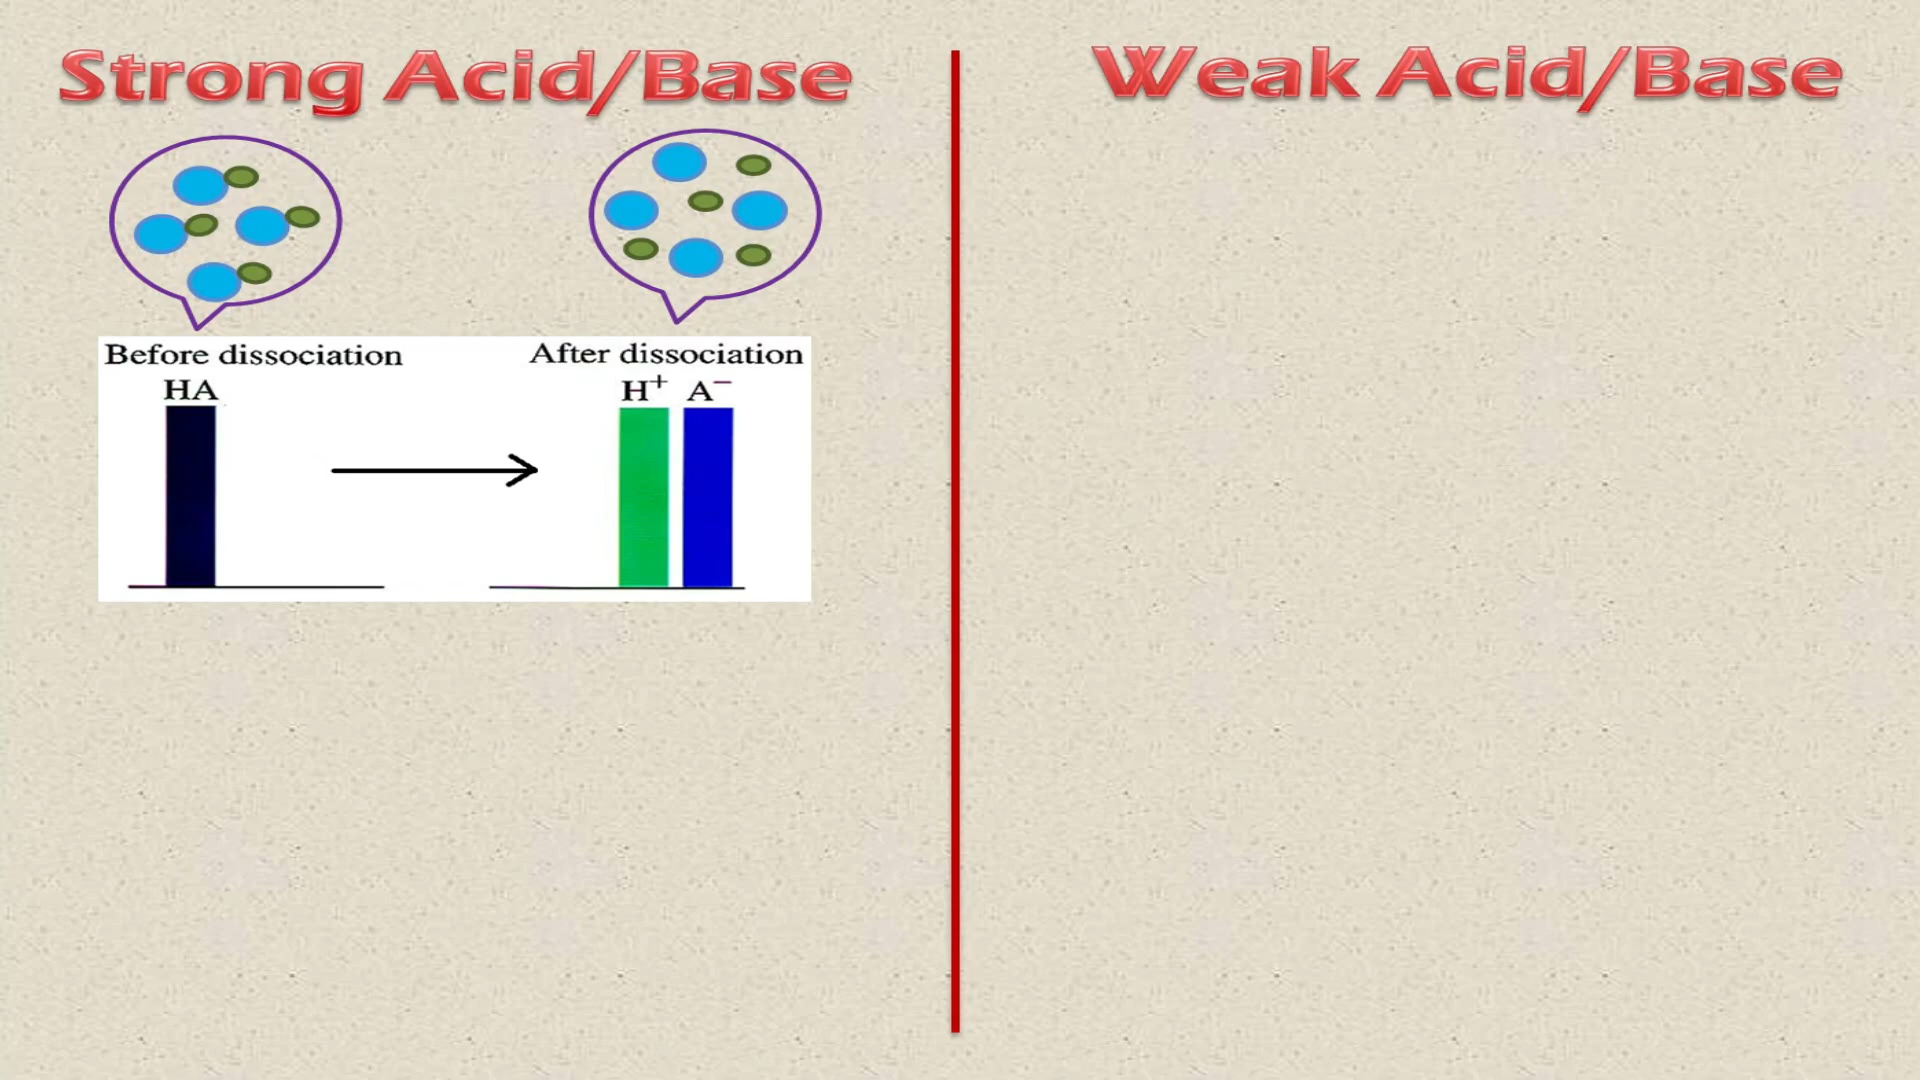 Strong Acid/Base
Weak Acid/Base
Before dissociation
After dissociation
HA
H⁺ A⁻